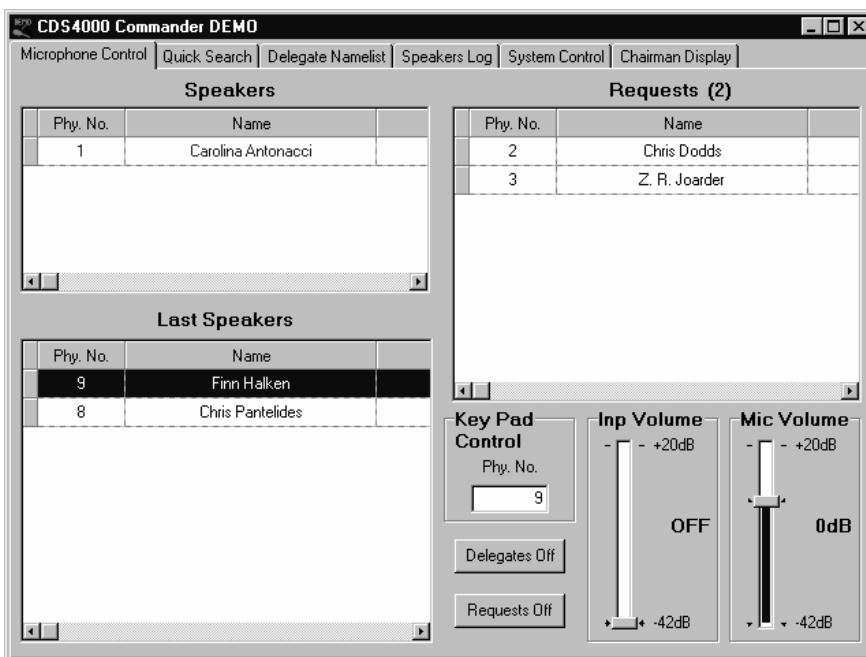 CDS4000 Commander DEMO
Microphone Control Quick Search Delegate Namelist Speakers Log System Control Chairman Display
Speakers
Phy. No. Name
1 Carolina Antonacci
Last Speakers
Phy. No. Name
9 Finn Halken
8 Chris Pantelides
Requests (2)
Phy. No. Name
2 Chris Dodds
3 Z. R. Joarder
Key Pad
Control
Phy. No.
9
Delegates Off
Requests Off
Inp Volume
+20dB
OFF
-42dB
Mic Volume
+20dB
0dB
-42dB